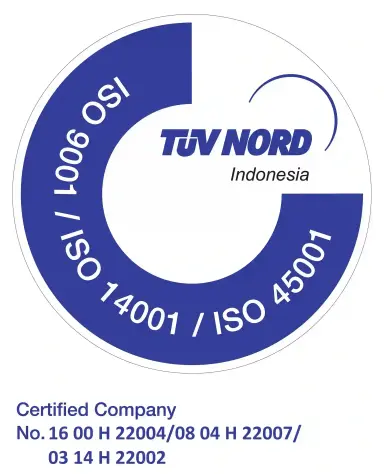 ISO 9001 / ISO 14001 / ISO 45001
TÜV NORD
Indonesia
Certified Company
No. 16 00 H 22004/08 04 H 22007/
03 14 H 22002